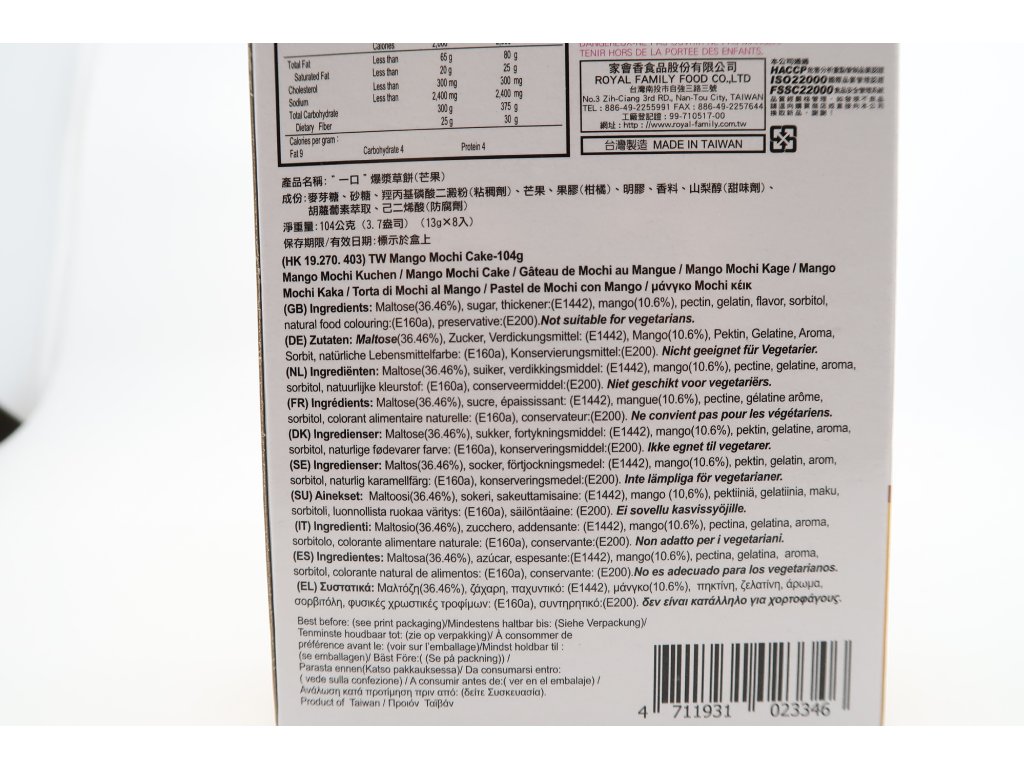 Calories 2,000
Total Fat Less than 65 g 80 g
Saturated Fat Less than 20 g 25 g
Cholesterol Less than 300 mg 300 mg
Sodium Less than 2,400 mg 2,400 mg
Total Carbohydrate 300 g 375 g
Dietary Fiber 25 g 30 g
Calories per gram :
Fat 9 Carbohydrate 4 Protein 4
TENIR HORS DE LA PORTEE DES ENFANTS.
家會香食品股份有限公司
ROYAL FAMILY FOOD CO.,LTD
台灣南投市自強三路三號
No.3 Zih-Ciang 3rd RD., Nan-Tou City, TAIWAN
TEL : 886-49-2255991 FAX : 886-49-2257644
工廠登記證 : 99-710517-00
網址 : http : //www.royal-family.com.tw
台灣製造 MADE IN TAIWAN
本公司通過
HACCP
ISO22000
FSSC22000
產品名稱: "一口" 爆漿草餅(芒果)
成份:麥芽糖、砂糖、羥丙基磷酸二澱粉(粘稠劑)、芒果、果膠(柑橘)、明膠、香料、山梨醇(甜味劑)、
胡蘿蔔素萃取、己二烯酸(防腐劑)
淨重量:104公克 (3.7盎司) (13g×8入)
保存期限/有效日期:標示於盒上
(HK 19.270. 403) TW Mango Mochi Cake-104g
Mango Mochi Kuchen / Mango Mochi Cake / Gâteau de Mochi au Mangue / Mango Mochi Kage / Mango
Mochi Kaka / Torta di Mochi al Mango / Pastel de Mochi con Mango / μάνγκο Mochi κέικ
(GB) Ingredients: Maltose(36.46%), sugar, thickener:(E1442), mango(10.6%), pectin, gelatin, flavor, sorbitol,
natural food colouring:(E160a), preservative:(E200).Not suitable for vegetarians.
(DE) Zutaten: Maltose(36.46%), Zucker, Verdickungsmittel: (E1442), Mango(10.6%), Pektin, Gelatine, Aroma,
Sorbit, natürliche Lebensmittelfarbe: (E160a), Konservierungsmittel:(E200). Nicht geeignet für Vegetarier.
(NL) Ingrediënten: Maltose(36.46%), suiker, verdikkingsmiddel: (E1442), mango(10.6%), pectine, gelatine, aroma,
sorbitol, natuurlijke kleurstof: (E160a), conserveermiddel:(E200). Niet geschikt voor vegetariërs.
(FR) Ingrédients: Maltose(36.46%), sucre, épaississant: (E1442), mangue(10.6%), pectine, gélatine arôme,
sorbitol, colorant alimentaire naturelle: (E160a), conservateur:(E200). Ne convient pas pour les végétariens.
(DK) Ingredienser: Maltose(36.46%), sukker, fortykningsmiddel: (E1442), mango(10.6%), pektin, gelatine, aroma,
sorbitol, naturlige fødevarer farve: (E160a), konserveringsmiddel:(E200). Ikke egnet til vegetarer.
(SE) Ingredienser: Maltos(36.46%), socker, förtjockningsmedel: (E1442), mango(10.6%), pektin, gelatin, arom,
sorbitol, naturlig karamellfärg: (E160a), konserveringsmedel:(E200). Inte lämpliga för vegetarianer.
(SU) Ainekset: Maltoosi(36.46%), sokeri, sakeuttamisaine: (E1442), mango (10,6%), pektiiniä, gelatiinia, maku,
sorbitoli, luonnollista ruokaa väritys: (E160a), säilöntäaine: (E200). Ei sovellu kasvissyöjille.
(IT) Ingredienti: Maltosio(36.46%), zucchero, addensante: (E1442), mango(10.6%), pectina, gelatina, aroma,
sorbitolo, colorante alimentare naturale: (E160a), conservante:(E200). Non adatto per i vegetariani.
(ES) Ingredientes: Maltosa(36.46%), azúcar, espesante:(E1442), mango(10.6%), pectina, gelatina, aroma,
sorbitol, colorante natural de alimentos: (E160a), conservante: (E200).No es adecuado para los vegetarianos.
(EL) Συστατικά: Μαλτόζη(36.46%), ζάχαρη, παχυντικό: (E1442), μάνγκο(10.6%), πηκτίνη, ζελατίνη, άρωμα,
σορβιτόλη, φυσικές χρωστικές τροφίμων: (E160a), συντηρητικό:(E200). δεν είναι κατάλληλο για χορτοφάγους.
Best before: (see print packaging)/Mindestens haltbar bis: (Siehe Verpackung)/
Tenminste houdbaar tot: (zie op verpakking)/ À consommer de
préférence avant le: (voir sur l'emballage)/Mindst holdbar til :
(se emballagen)/ Bäst Före:( (Se på packning)) /
Parasta ennen(Katso pakkauksessa)/ Da consumarsi entro:
( vede sulla confezione) / A consumir antes de:( ver en el embalaje) /
Ανάλωση κατά προτίμηση πριν από: (δείτε Συσκευασία).
Product of Taiwan / Προιόν Ταϊβάν
4 711931 023346